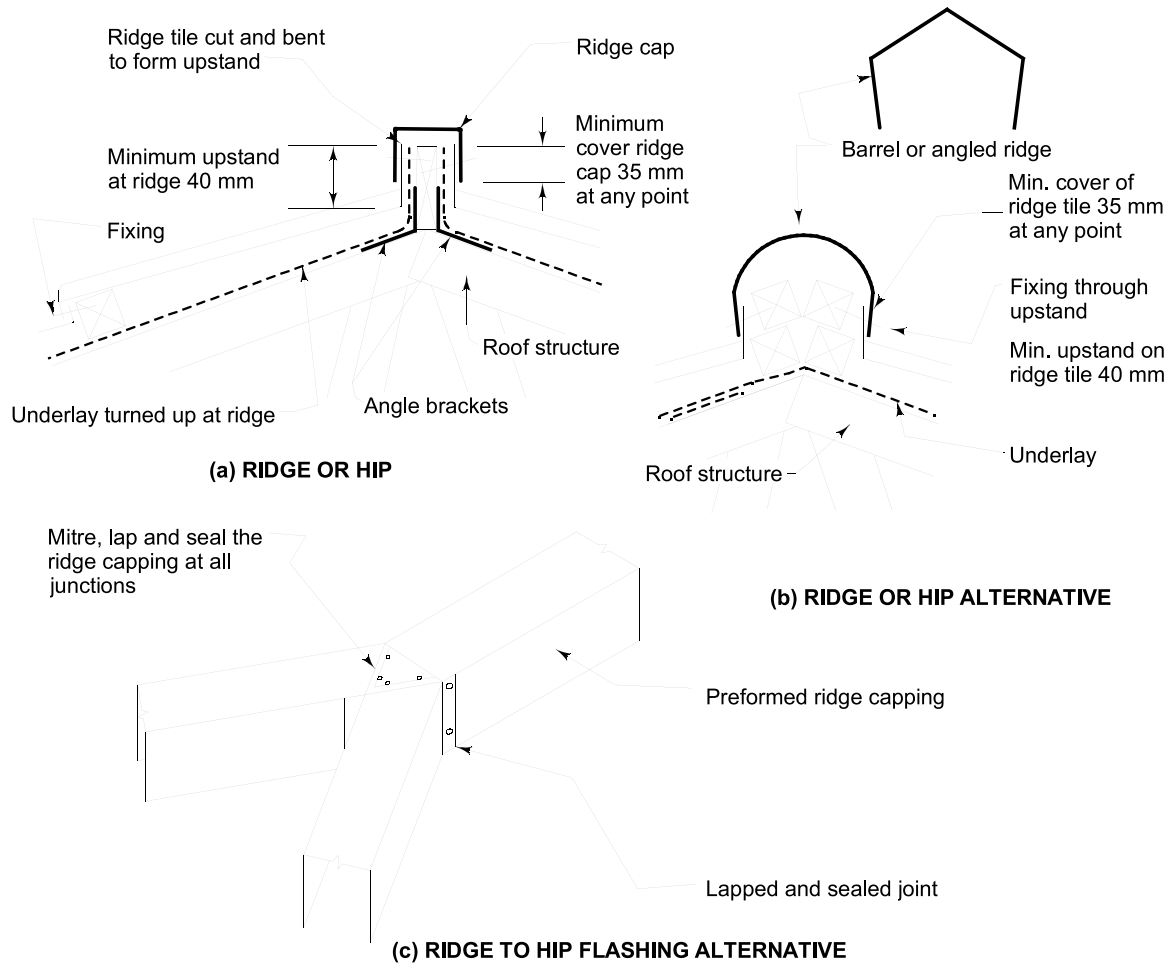 Ridge tile cut and bent
to form upstand
Ridge cap
Minimum upstand
at ridge 40 mm
Minimum
cover ridge
cap 35 mm
at any point
Fixing
Roof structure
Underlay turned up at ridge
Angle brackets
(a) RIDGE OR HIP
Barrel or angled ridge
Min. cover of
ridge tile 35 mm
at any point
Fixing through
upstand
Min. upstand on
ridge tile 40 mm
Underlay
Roof structure
(b) RIDGE OR HIP ALTERNATIVE
Mitre, lap and seal the
ridge capping at all
junctions
Preformed ridge capping
Lapped and sealed joint
(c) RIDGE TO HIP FLASHING ALTERNATIVE